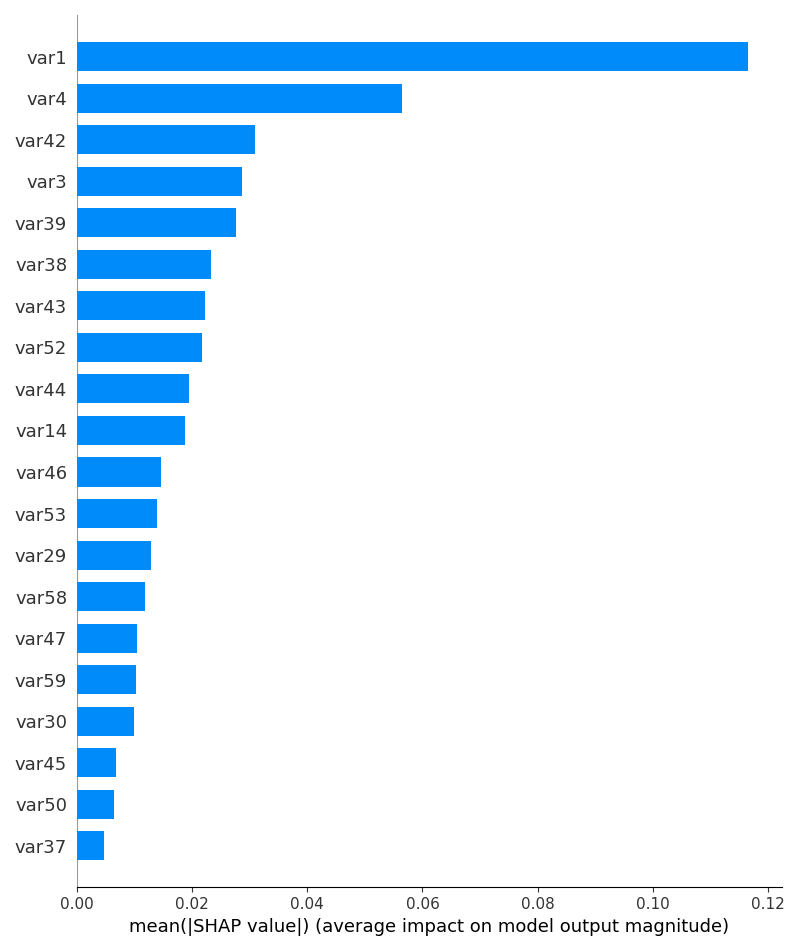 var1
var4
var42
var3
var39
var38
var43
var52
var44
var14
var46
var53
var29
var58
var47
var59
var30
var45
var50
var37
0.00 0.02 0.04 0.06 0.08 0.10 0.12
mean(|SHAP value|) (average impact on model output magnitude)